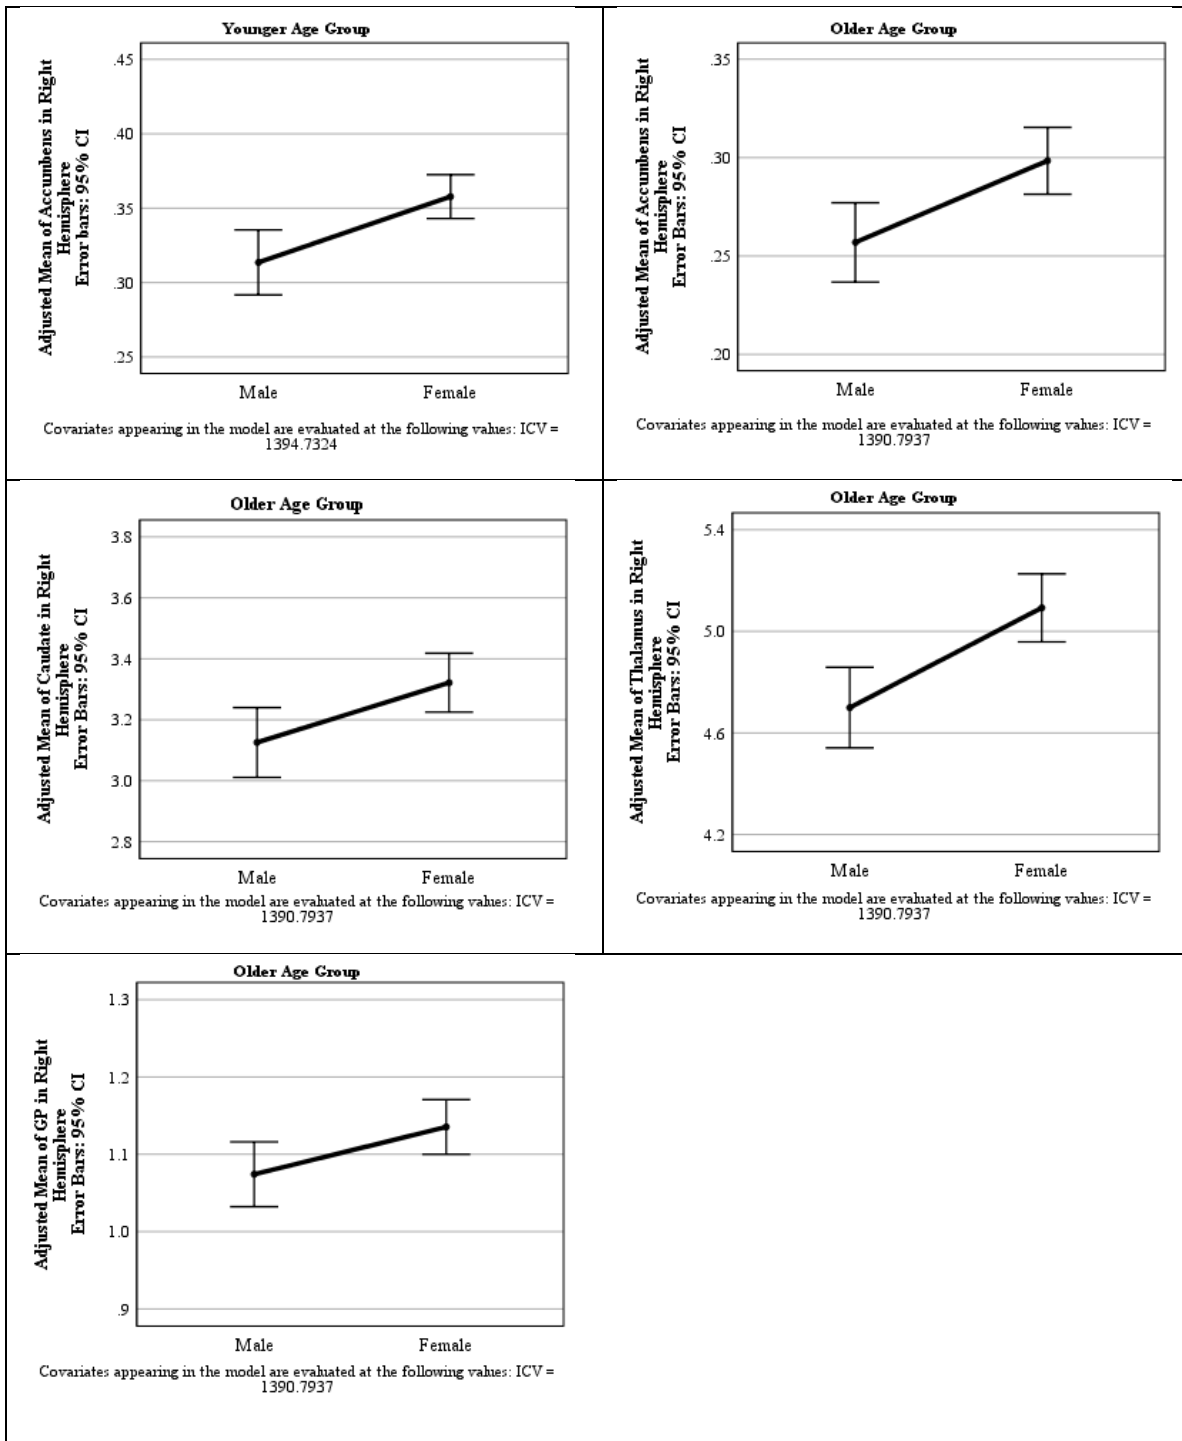 Younger Age Group
Adjusted Mean of Accumbens in Right
Hemisphere
Error bars: 95% CI
.45
.40
.35
.30
.25
Male Female
Covariates appearing in the model are evaluated at the following values: ICV =
1394.7324
Older Age Group
Adjusted Mean of Accumbens in Right
Hemisphere
Error Bars: 95% CI
.35
.30
.25
.20
Male Female
Covariates appearing in the model are evaluated at the following values: ICV =
1390.7937
Older Age Group
Adjusted Mean of Caudate in Right
Hemisphere
Error Bars: 95% CI
3.8
3.6
3.4
3.2
3.0
2.8
Male Female
Covariates appearing in the model are evaluated at the following values: ICV =
1390.7937
Older Age Group
Adjusted Mean of Thalamus in Right
Hemisphere
Error Bars: 95% CI
5.4
5.0
4.6
4.2
Male Female
Covariates appearing in the model are evaluated at the following values: ICV =
1390.7937
Older Age Group
Adjusted Mean of GP in Right
Hemisphere
Error Bars: 95% CI
1.3
1.2
1.1
1.0
.9
Male Female
Covariates appearing in the model are evaluated at the following values: ICV =
1390.7937